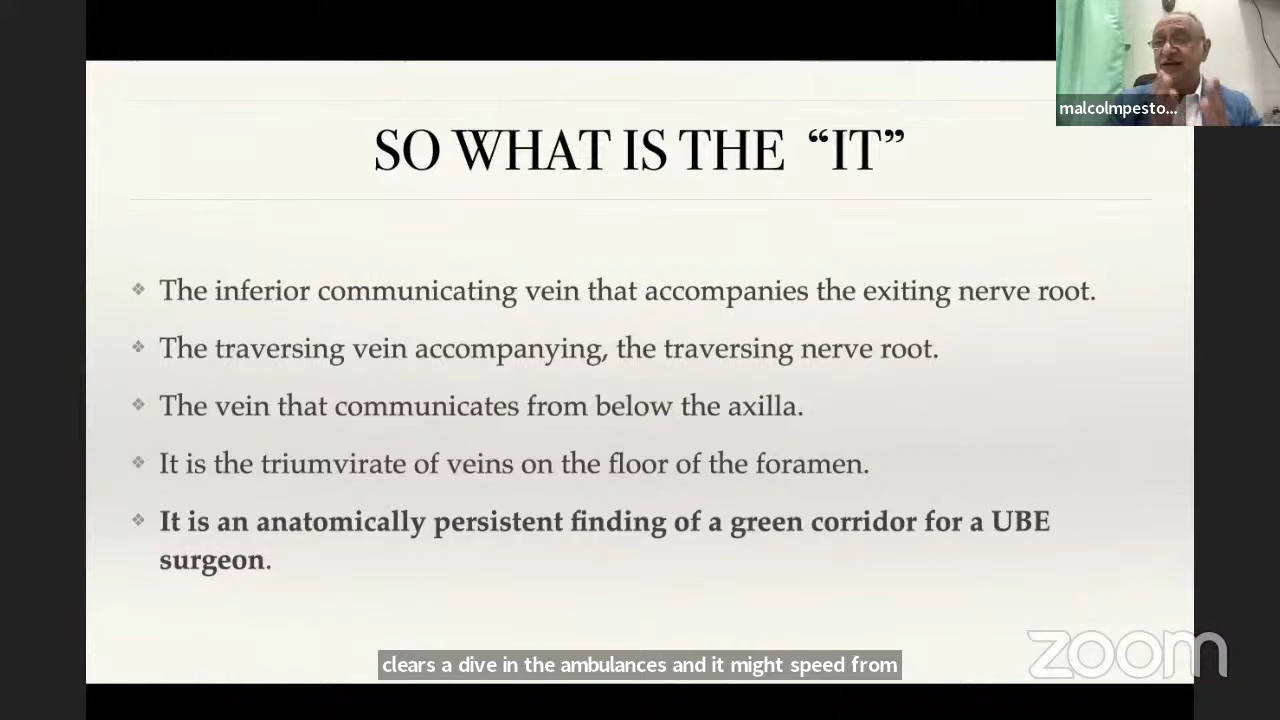 malcolmpesto...
SO WHAT IS THE “IT”
The inferior communicating vein that accompanies the exiting nerve root.
The traversing vein accompanying, the traversing nerve root.
The vein that communicates from below the axilla.
It is the triumvirate of veins on the floor of the foramen.
It is an anatomically persistent finding of a green corridor for a UBE
surgeon.
clears a dive in the ambulances and it might speed from
zoom